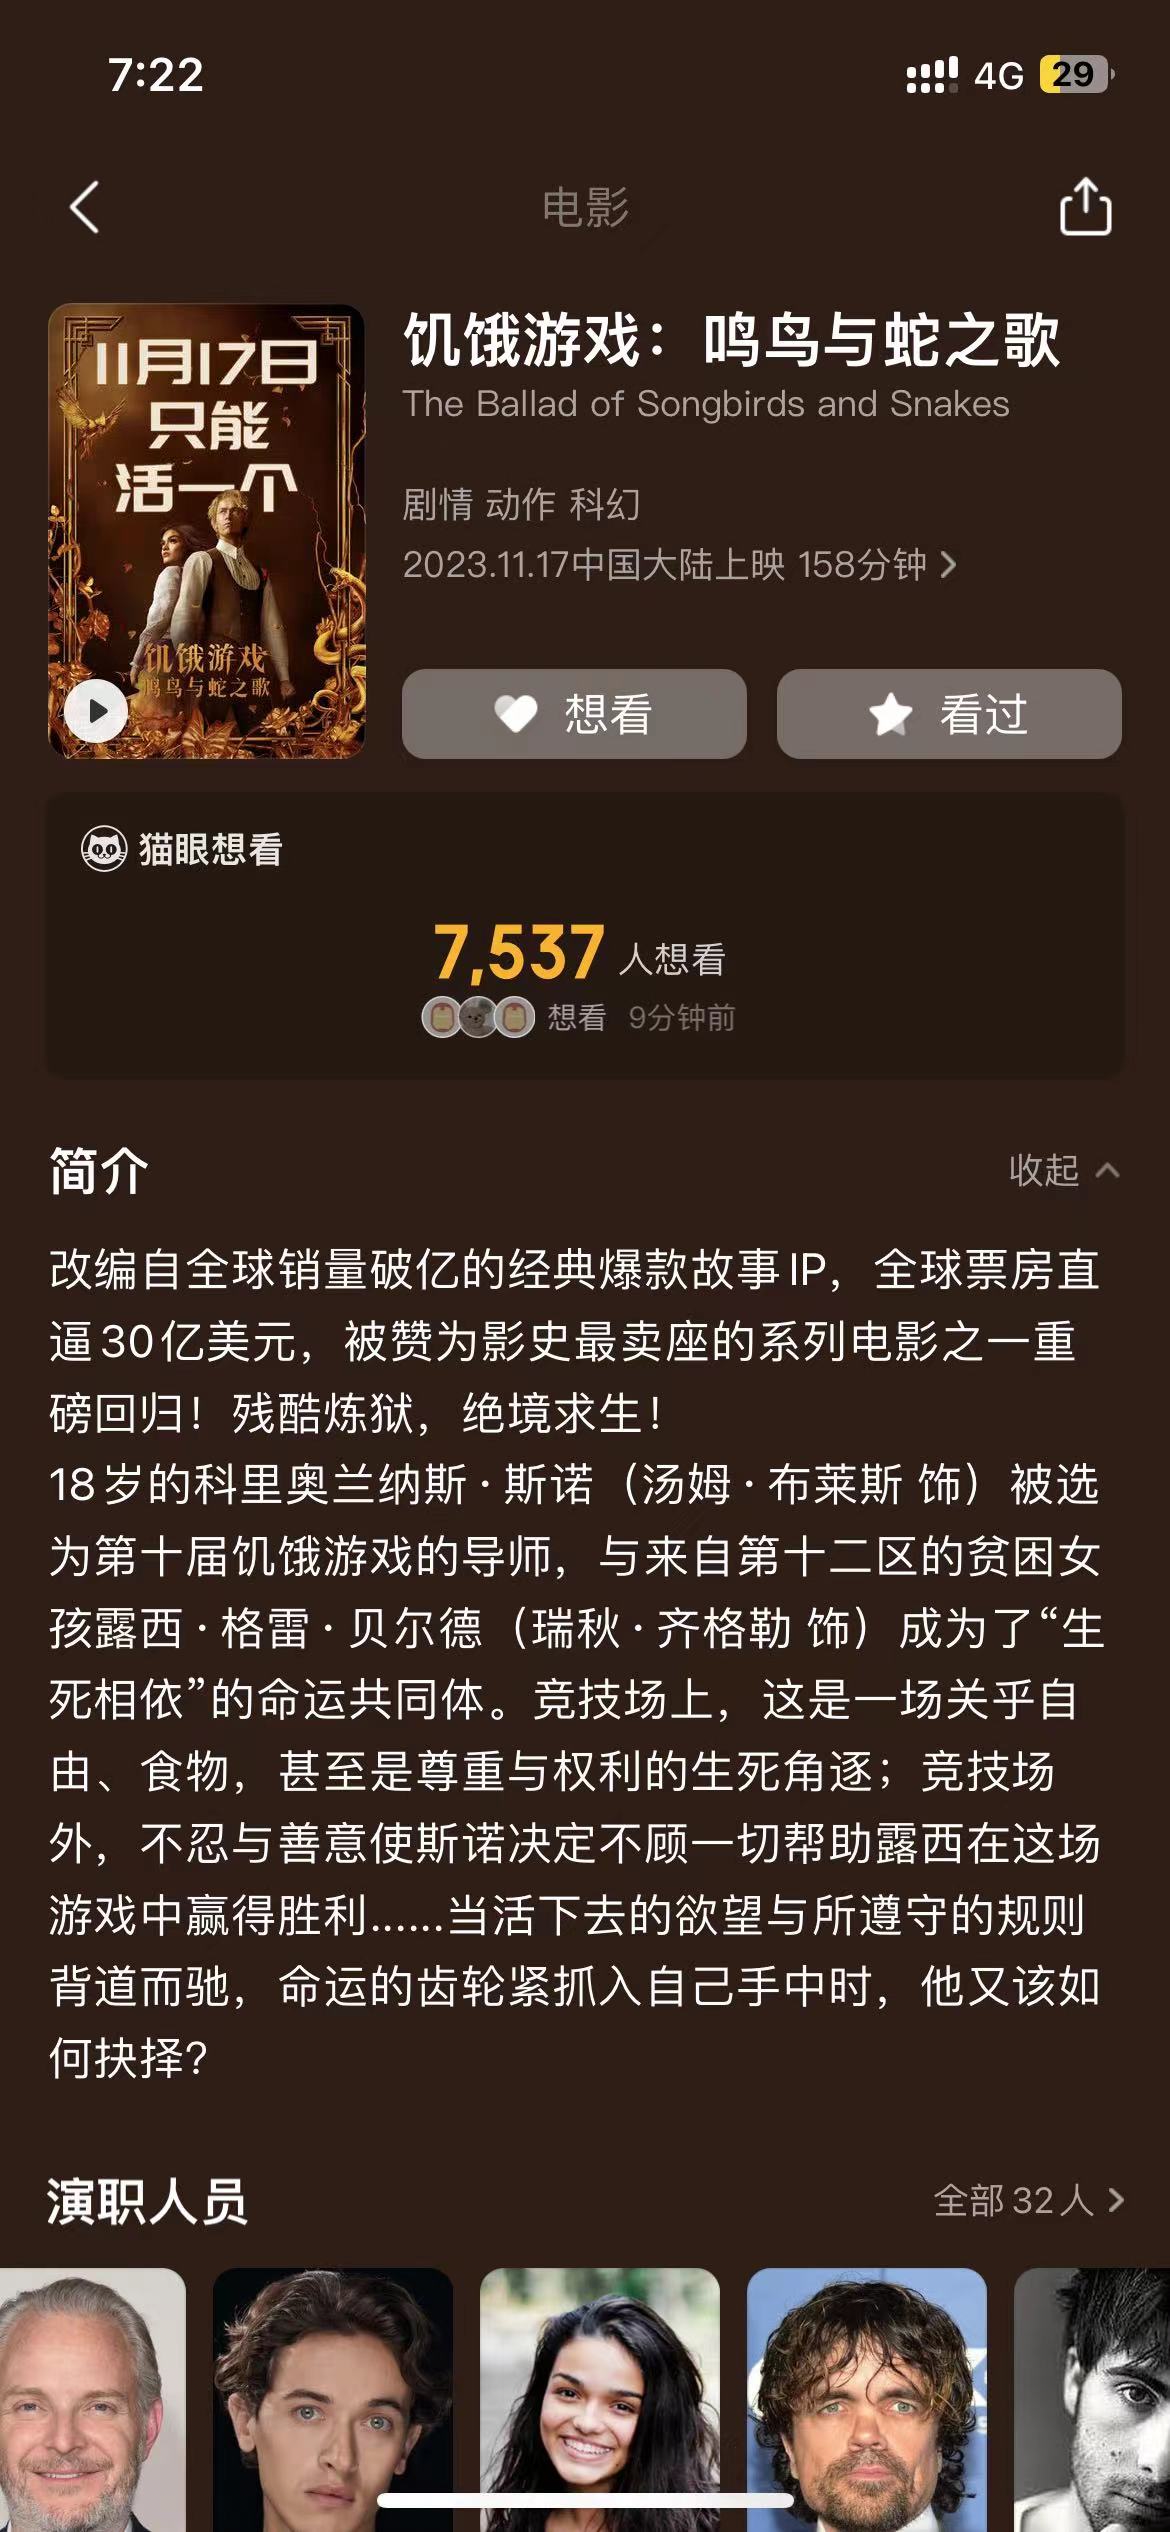 7:22
4G 29
电影
11月17日
只能
活一个
饥饿游戏
鸣鸟与蛇之歌
饥饿游戏：鸣鸟与蛇之歌
The Ballad of Songbirds and Snakes
剧情 动作 科幻
2023.11.17中国大陆上映 158分钟
想看
看过
猫眼想看
7,537 人想看
想看 9分钟前
简介
收起
改编自全球销量破亿的经典爆款故事IP，全球票房直
逼30亿美元，被赞为影史最卖座的系列电影之一重
磅回归！残酷炼狱，绝境求生！
18岁的科里奥兰纳斯·斯诺（汤姆·布莱斯 饰）被选
为第十届饥饿游戏的导师，与来自第十二区的贫困女
孩露西·格雷·贝尔德（瑞秋·齐格勒 饰）成为了“生
死相依”的命运共同体。竞技场上，这是一场关乎自
由、食物，甚至是尊重与权利的生死角逐；竞技场
外，不忍与善意使斯诺决定不顾一切帮助露西在这场
游戏中赢得胜利……当活下去的欲望与所遵守的规则
背道而驰，命运的齿轮紧抓入自己手中时，他又该如
何抉择？
演职人员
全部32人